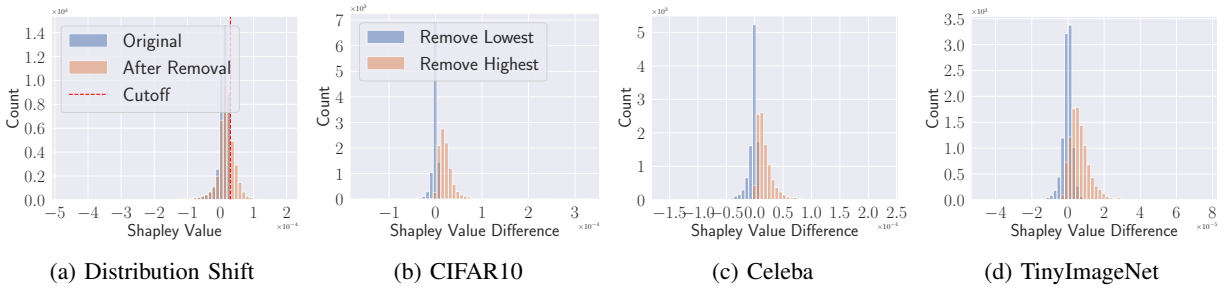 ×10⁴
1.4
1.2
1.0
0.8
0.6
0.4
0.2
0.0
Count
Original
After Removal
Cutoff
−5 −4 −3 −2 −1 0 1 2
Shapley Value
×10⁻⁴
(a) Distribution Shift
×10³
7
6
5
4
3
2
1
0
Count
Remove Lowest
Remove Highest
−1 0 1 2 3
Shapley Value Difference
×10⁻⁴
(b) CIFAR10
×10³
5
4
3
2
1
0
Count
−1.5−1.0−0.5 0.0 0.5 1.0 1.5 2.0 2.5
Shapley Value Difference
×10⁻⁴
(c) Celeba
×10³
3.5
3.0
2.5
2.0
1.5
1.0
0.5
0.0
Count
−4 −2 0 2 4 6 8
Shapley Value Difference
×10⁻⁵
(d) TinyImageNet